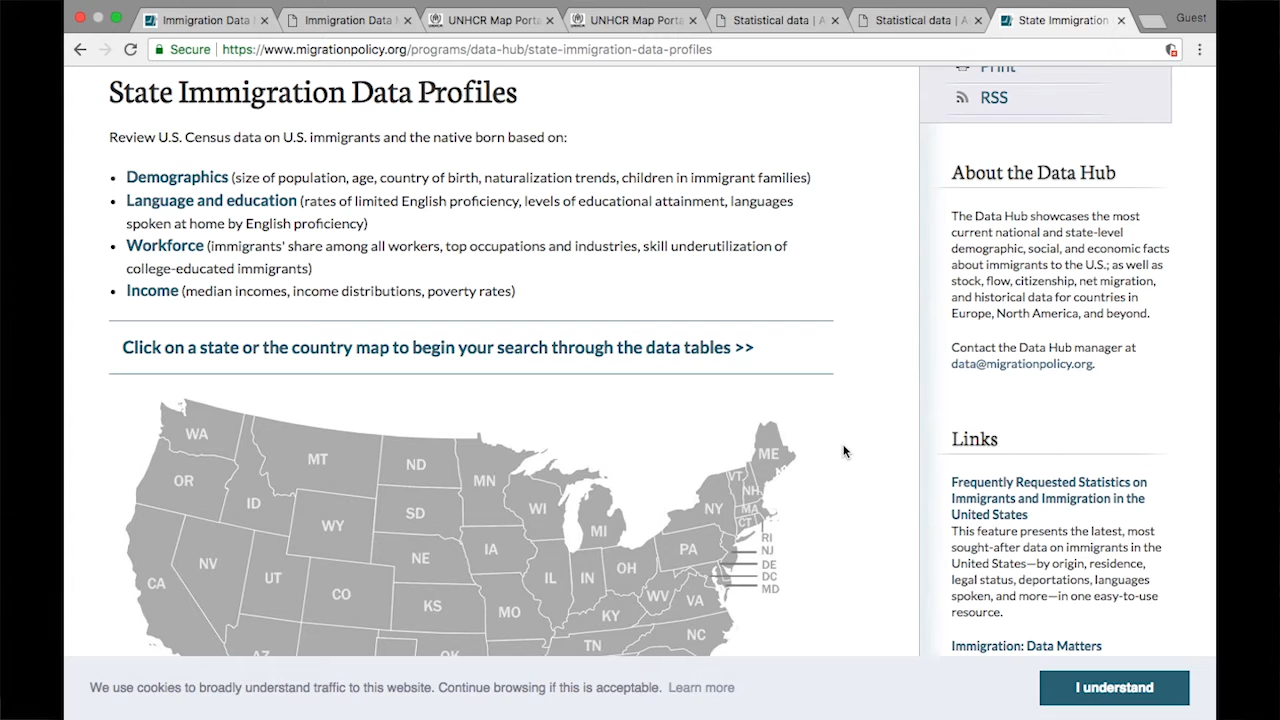 Immigration Data
Immigration Data
UNHCR Map Port
UNHCR Map Port
Statistical data | A
Statistical data | A
State Immigration
Guest
Secure
https://www.migrationpolicy.org/programs/data-hub/state-immigration-data-profiles
State Immigration Data Profiles
Review U.S. Census data on U.S. immigrants and the native born based on:
• Demographics (size of population, age, country of birth, naturalization trends, children in immigrant families)
• Language and education (rates of limited English proficiency, levels of educational attainment, languages
spoken at home by English proficiency)
• Workforce (immigrants' share among all workers, top occupations and industries, skill underutilization of
college-educated immigrants)
• Income (median incomes, income distributions, poverty rates)
Click on a state or the country map to begin your search through the data tables >>
WA
MT
ND
MN
ME
OR
ID
SD
WI
VT
NH
WY
MI
NY
MA
CT
RI
NV
NE
IA
PA
NJ
CA
UT
CO
IL
IN
OH
DE
DC
MD
KS
MO
KY
WV
VA
TN
NC
AZ
OK
Print
RSS
About the Data Hub
The Data Hub showcases the most
current national and state-level
demographic, social, and economic facts
about immigrants to the U.S.; as well as
stock, flow, citizenship, net migration,
and historical data for countries in
Europe, North America, and beyond.
Contact the Data Hub manager at
data@migrationpolicy.org.
Links
Frequently Requested Statistics on
Immigrants and Immigration in the
United States
This feature presents the latest, most
sought-after data on immigrants in the
United States—by origin, residence,
legal status, deportations, languages
spoken, and more—in one easy-to-use
resource.
Immigration: Data Matters
We use cookies to broadly understand traffic to this website. Continue browsing if this is acceptable. Learn more
I understand